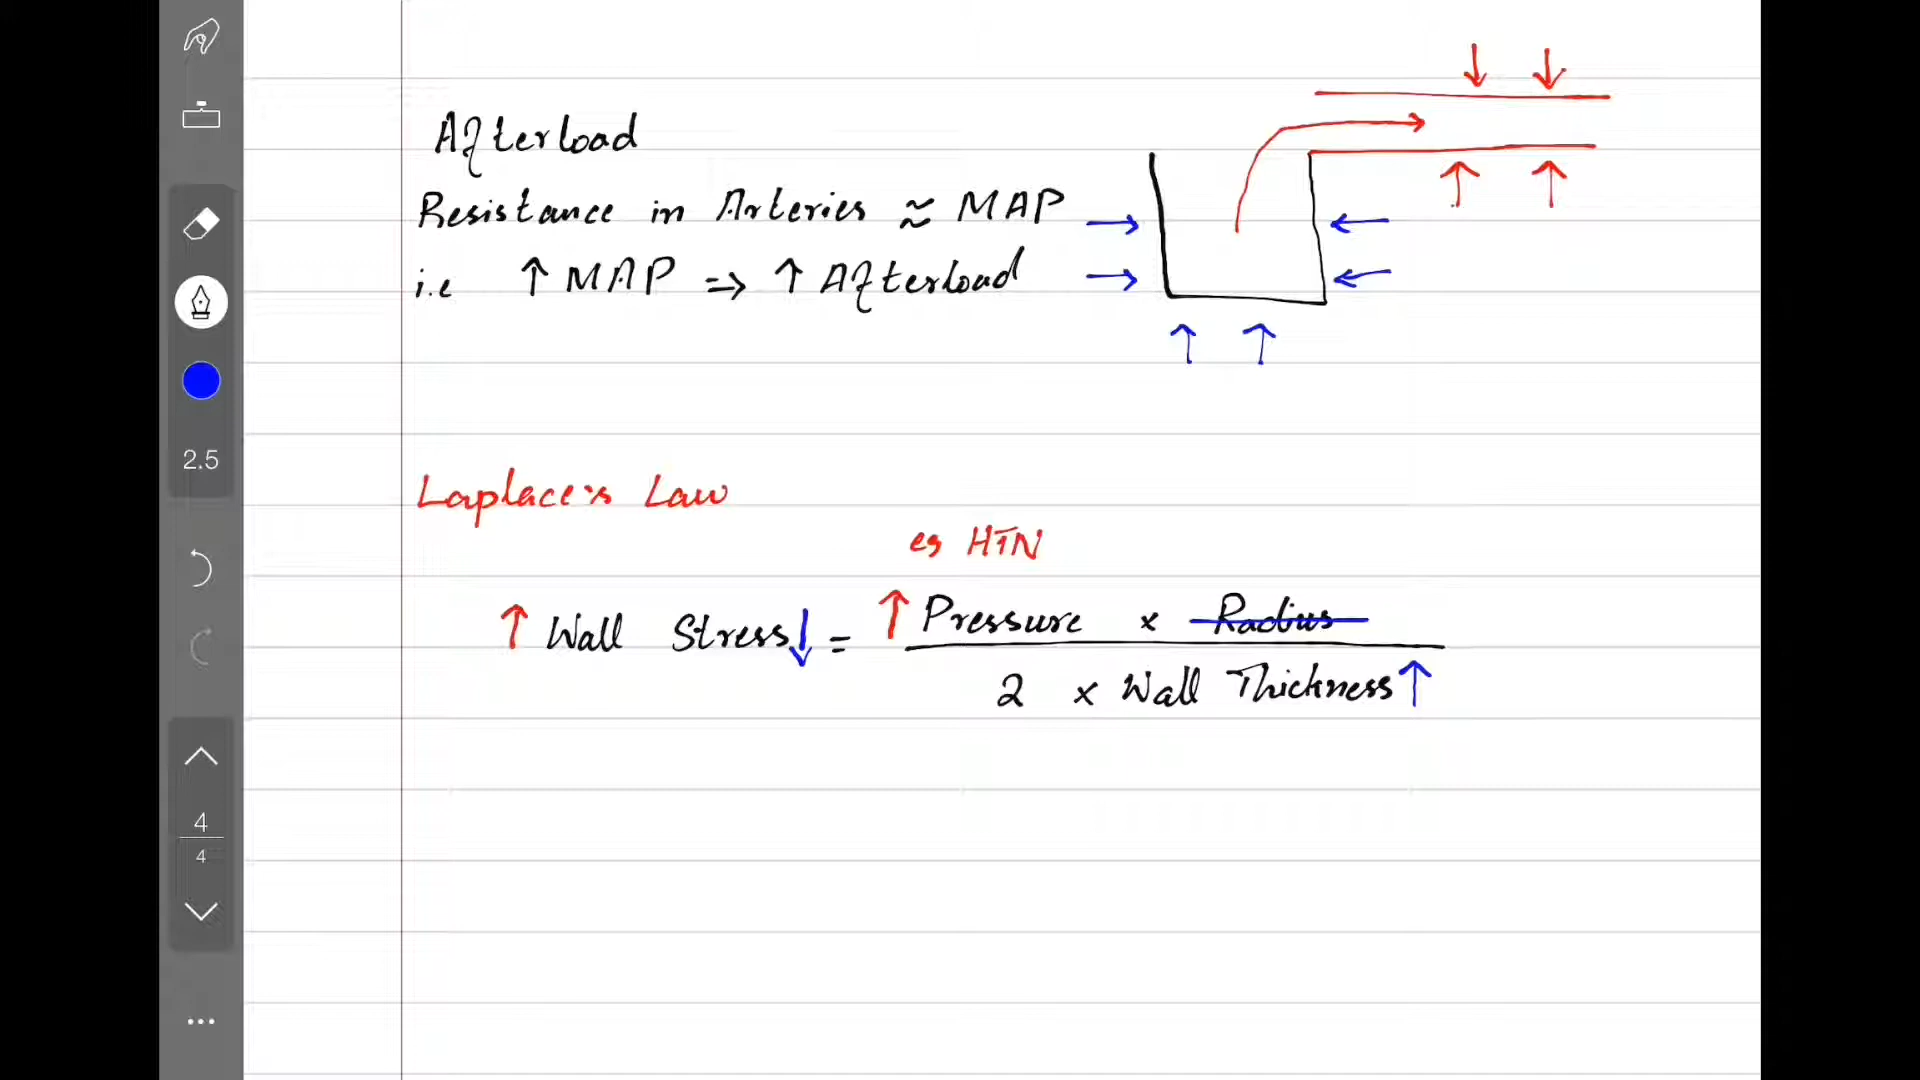 Afterload
Resistance in Arteries ≈ MAP
i.e ↑ MAP => ↑ Afterload
Laplace's Law
eg HTN
↑ Wall Stress ↓ = ↑ Pressure x Radius
2 x Wall Thickness ↑
2.5
4
4